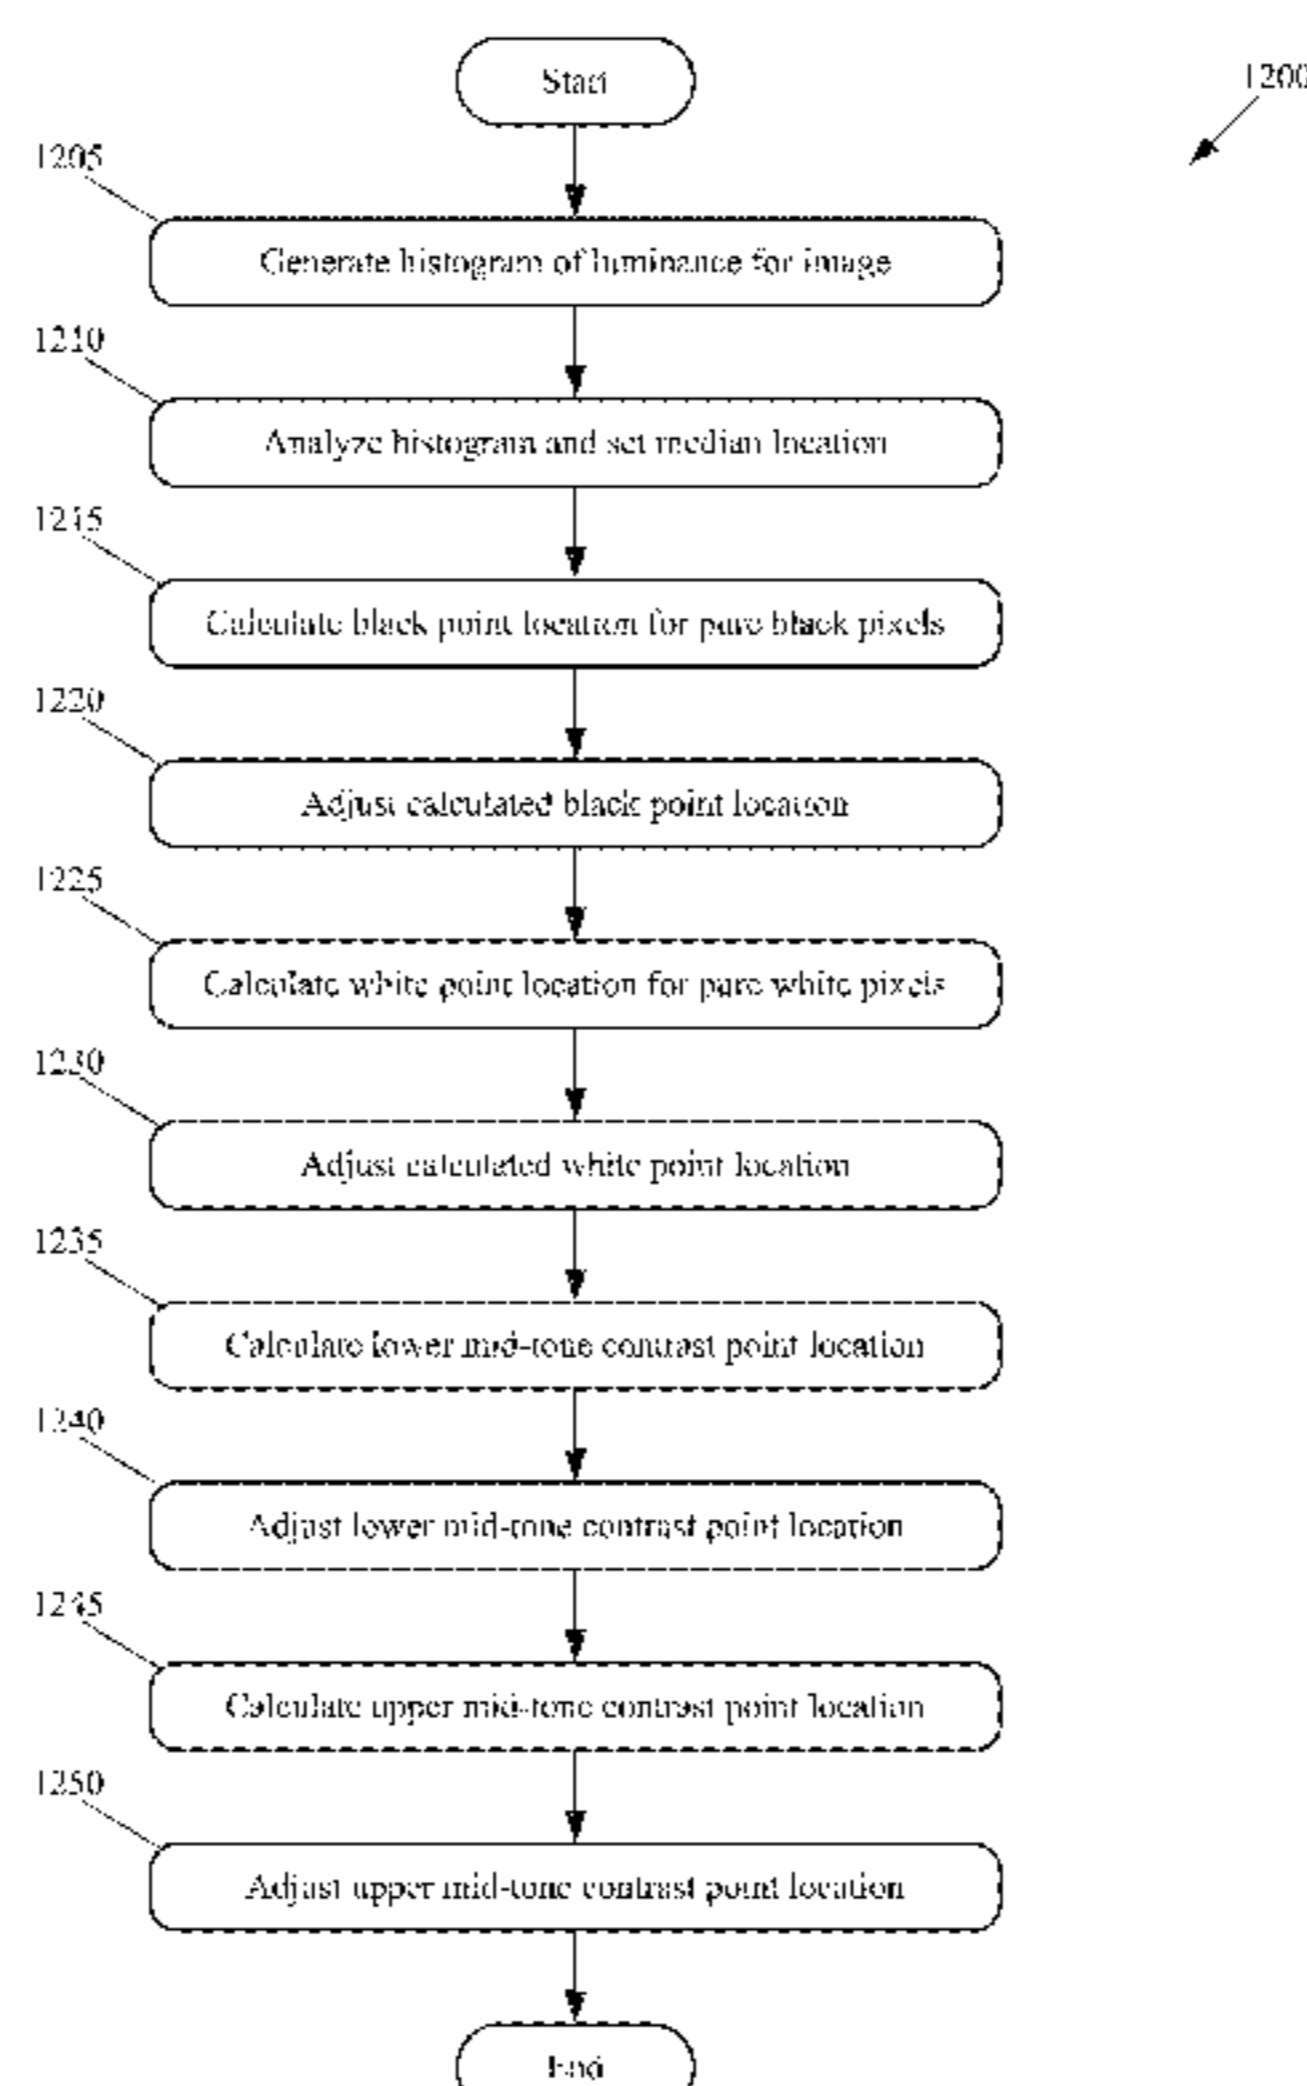 Start
1200
1205
Generate histogram of luminance for image
1210
Analyze histogram and set median location
1215
Calculate black point location for pure black pixels
1220
Adjust calculated black point location
1225
Calculate white point location for pure white pixels
1230
Adjust calculated white point location
1235
Calculate lower mid-tone contrast point location
1240
Adjust lower mid-tone contrast point location
1245
Calculate upper mid-tone contrast point location
1250
Adjust upper mid-tone contrast point location
End